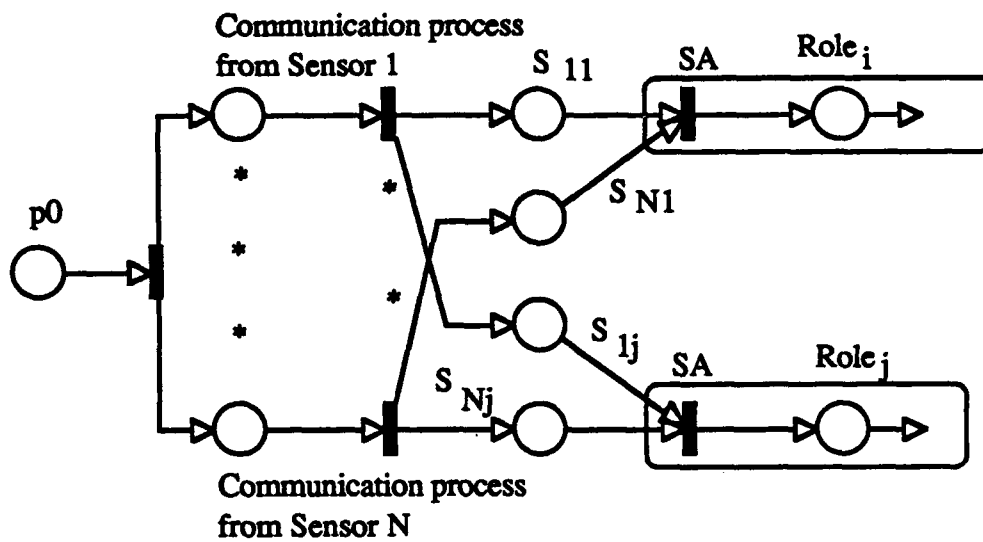 Communication process
from Sensor 1
S 11
SA
Role i
S N1
p0
*
*
*
*
*
S 1j
SA
Role j
S Nj
Communication process
from Sensor N